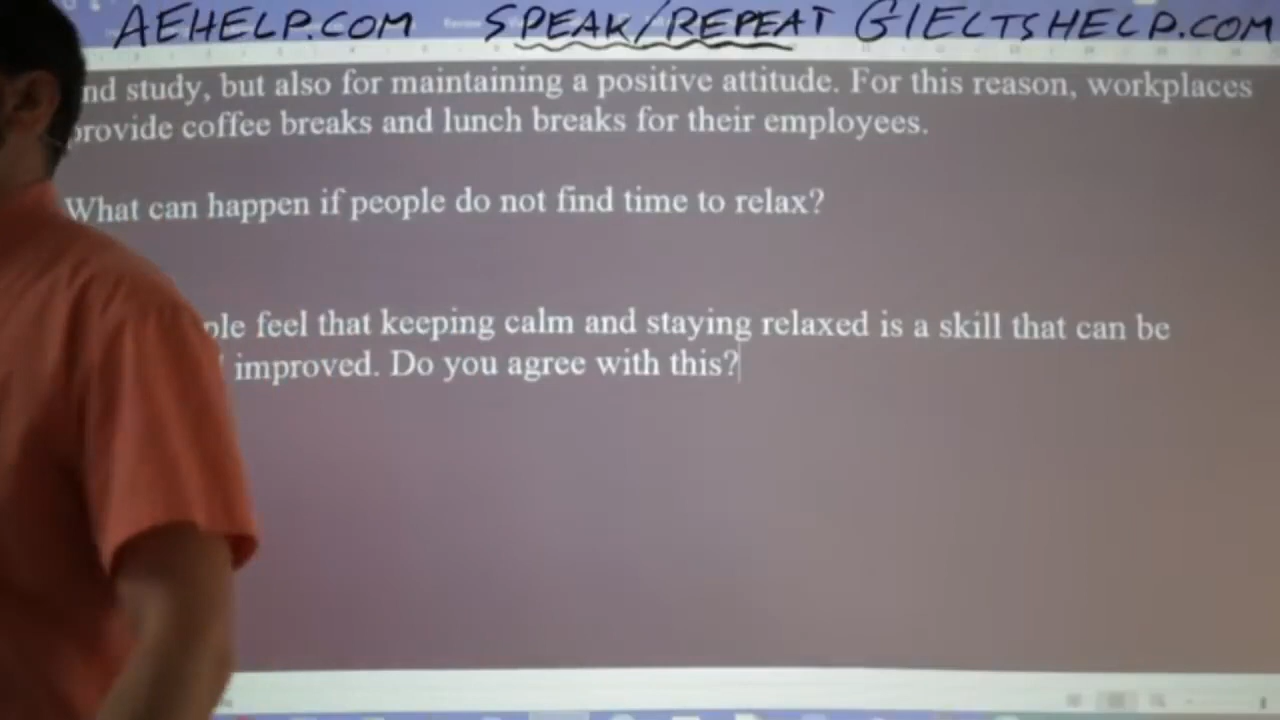 AEHELP.COM SPEAK/REPEAT GIELTSHELP.COM
nd study, but also for maintaining a positive attitude. For this reason, workplaces
provide coffee breaks and lunch breaks for their employees.
What can happen if people do not find time to relax?
ple feel that keeping calm and staying relaxed is a skill that can be
improved. Do you agree with this?